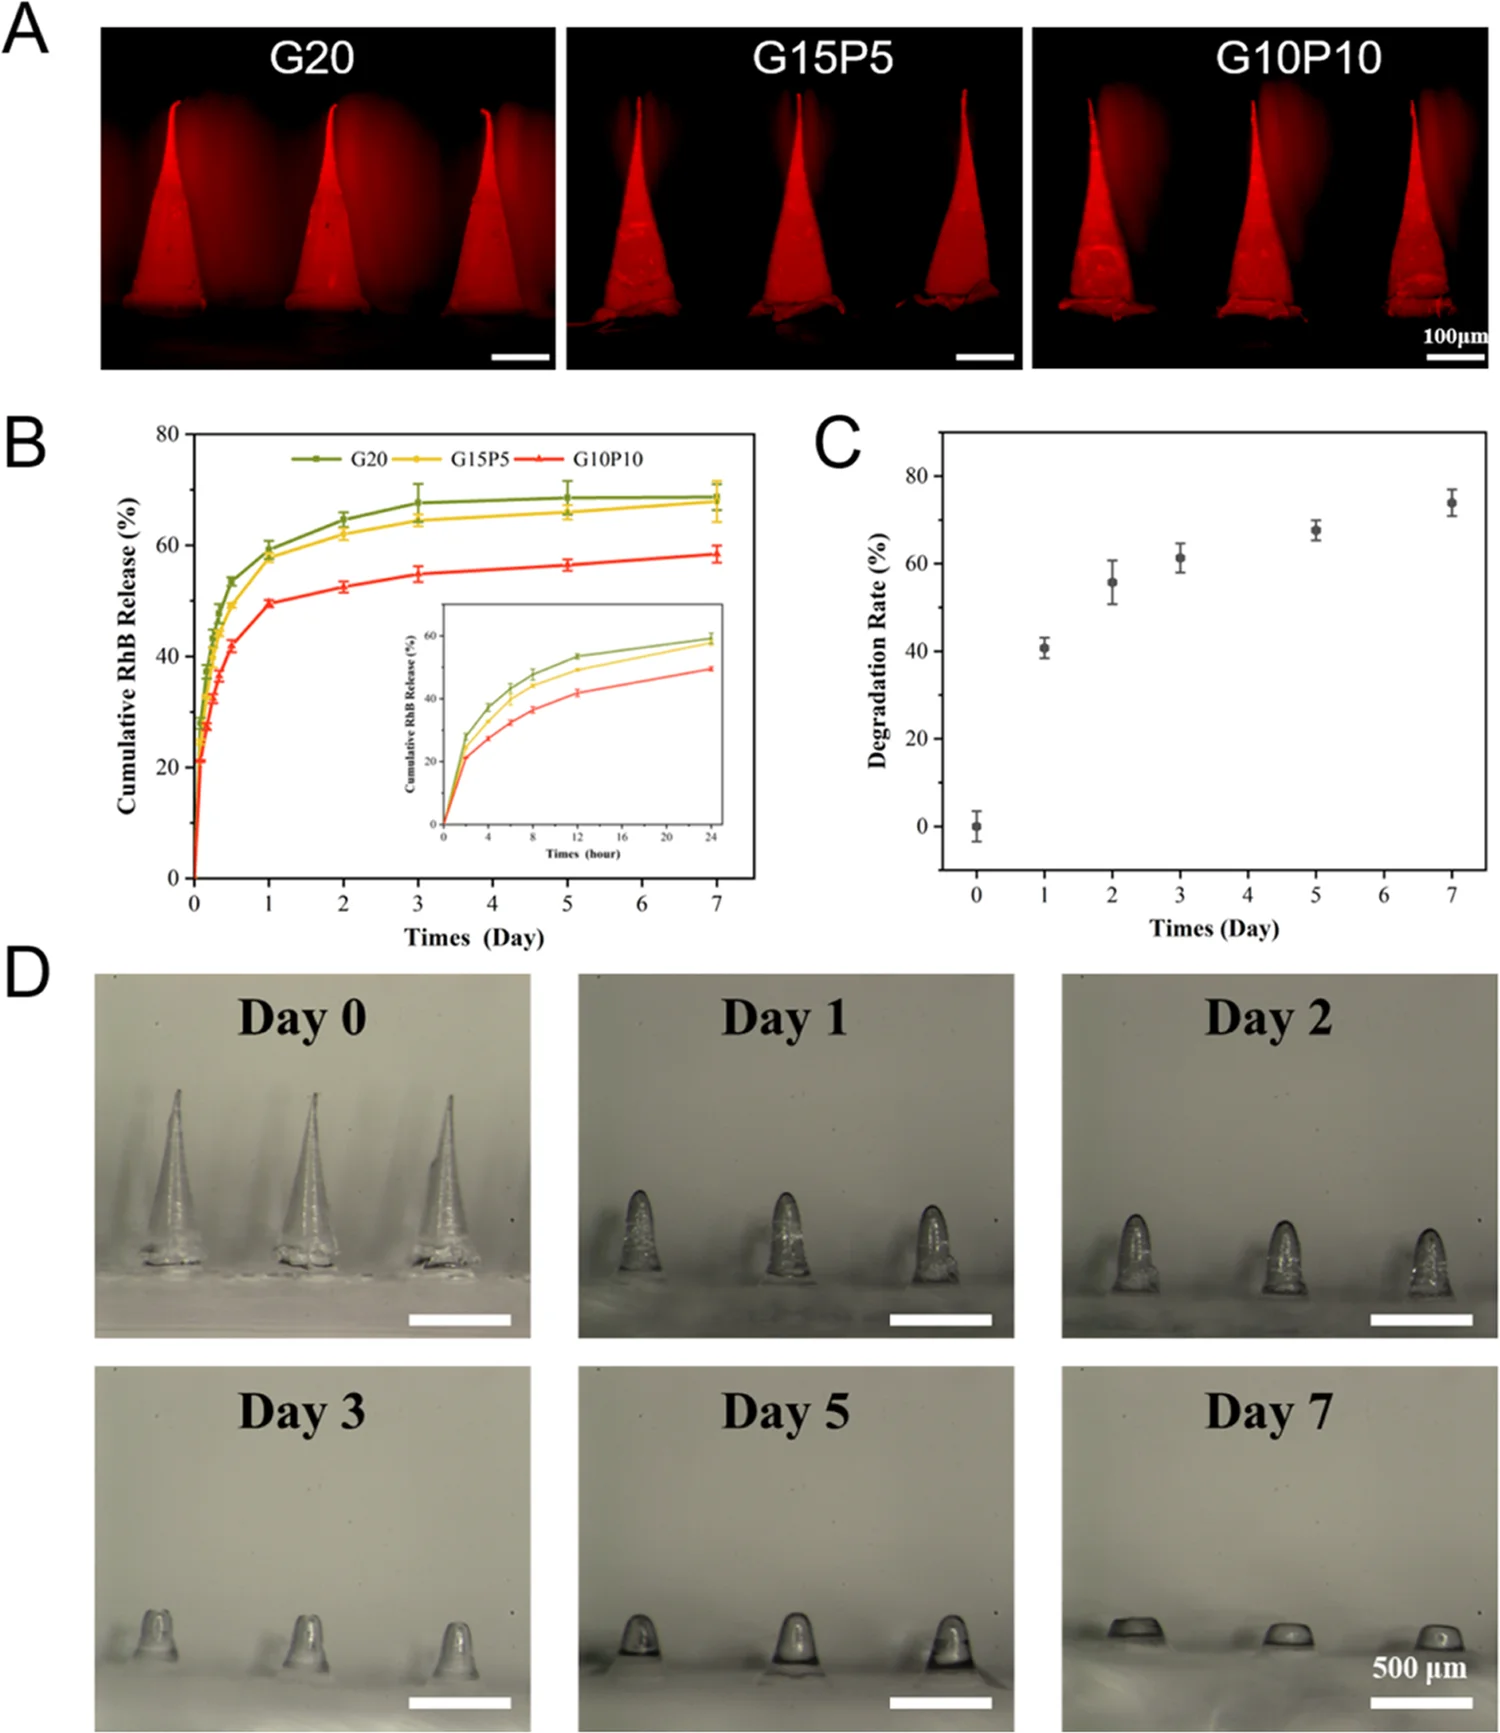 A
G20
G15P5
G10P10
100μm
B
Cumulative RhB Release (%)
80
60
40
20
0
G20
G15P5
G10P10
Cumulative RhB Release (%)
60
40
20
0
0 4 8 12 16 20 24
Times (hour)
0 1 2 3 4 5 6 7
Times (Day)
C
Degradation Rate (%)
80
60
40
20
0
0 1 2 3 4 5 6 7
Times (Day)
D
Day 0
Day 1
Day 2
Day 3
Day 5
Day 7
500 μm